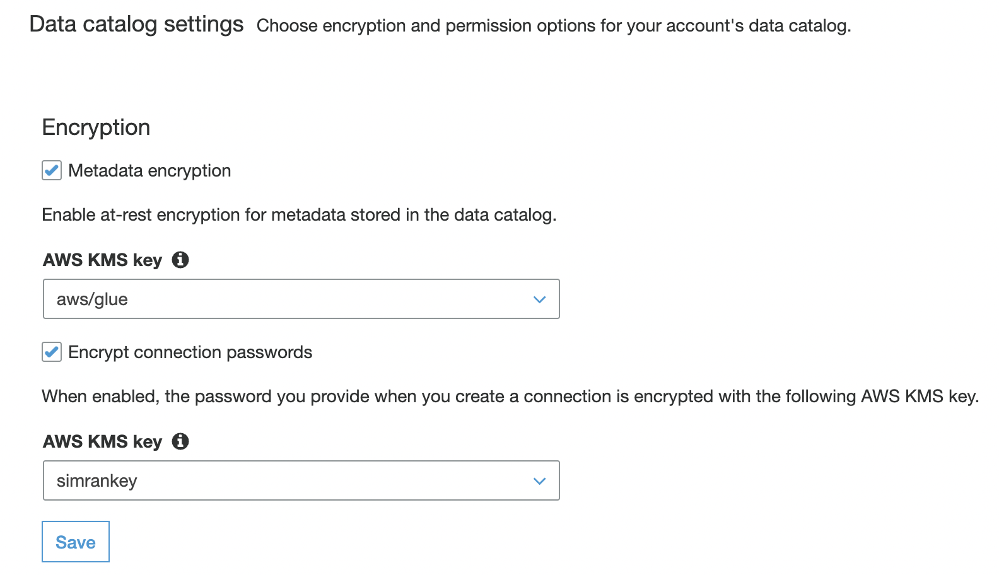 Data catalog settings Choose encryption and permission options for your account's data catalog.
Encryption
Metadata encryption
Enable at-rest encryption for metadata stored in the data catalog.
AWS KMS key
aws/glue
Encrypt connection passwords
When enabled, the password you provide when you create a connection is encrypted with the following AWS KMS key.
AWS KMS key
simrankey
Save